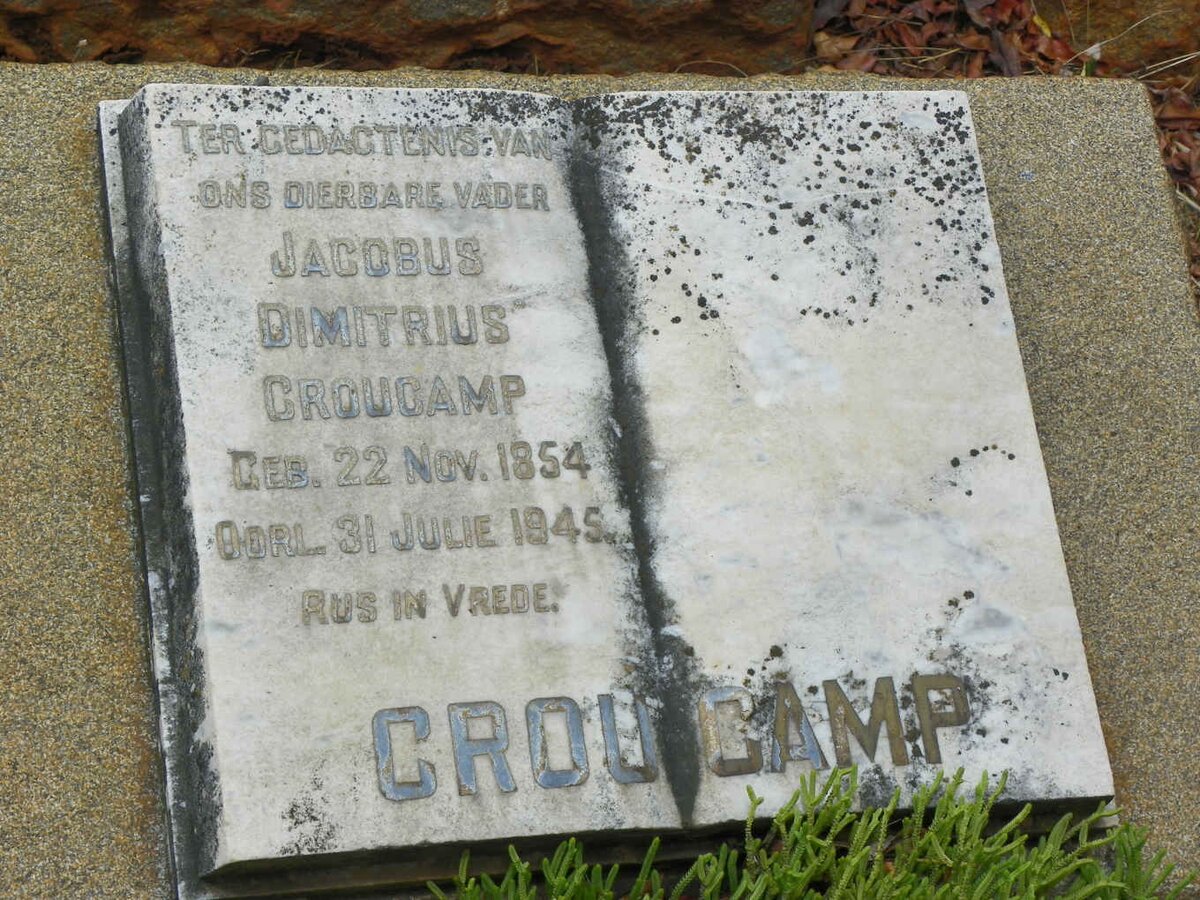 TER GEDACTENIS VAN
ONS DIERBARE VADER
JACOBUS
DIMITRIUS
CROUCAMP
GEB. 22 NOV. 1854
OORL. 31 JULIE 1945.
RUS IN VREDE.
CROUCAMP